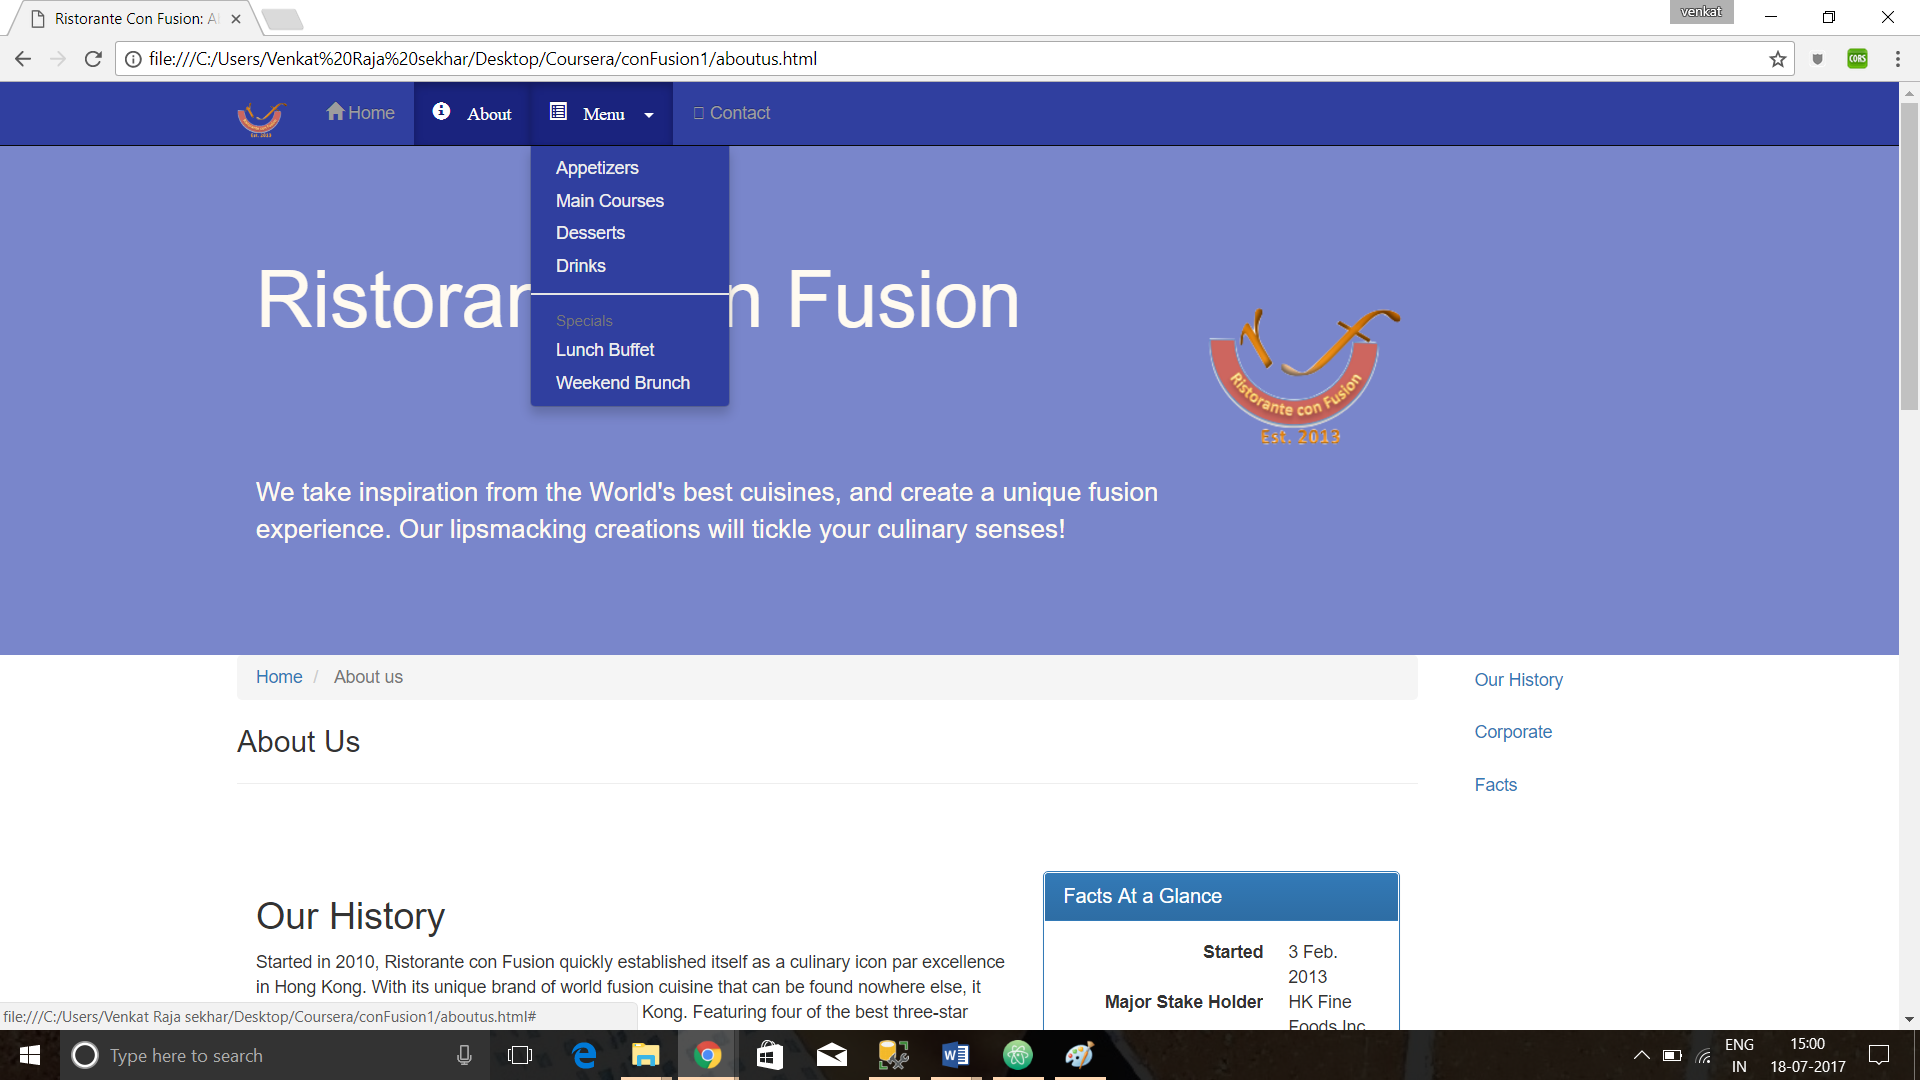 Ristorante Con Fusion: A
venkat
file:///C:/Users/Venkat%20Raja%20sekhar/Desktop/Coursera/conFusion1/aboutus.html
CORS
Est. 2013
Home
About
Menu
Contact
Appetizers
Main Courses
Desserts
Drinks
Specials
Lunch Buffet
Weekend Brunch
Ristoran n Fusion
Ristorante con Fusion
Est. 2013
We take inspiration from the World's best cuisines, and create a unique fusion
experience. Our lipsmacking creations will tickle your culinary senses!
Home / About us
Our History
Corporate
Facts
About Us
Our History
Started in 2010, Ristorante con Fusion quickly established itself as a culinary icon par excellence
in Hong Kong. With its unique brand of world fusion cuisine that can be found nowhere else, it
Kong. Featuring four of the best three-star
Facts At a Glance
Started 3 Feb.
2013
Major Stake Holder HK Fine
Foods Inc
file:///C:/Users/Venkat Raja sekhar/Desktop/Coursera/conFusion1/aboutus.html#
Type here to search
ENG
IN
15:00
18-07-2017